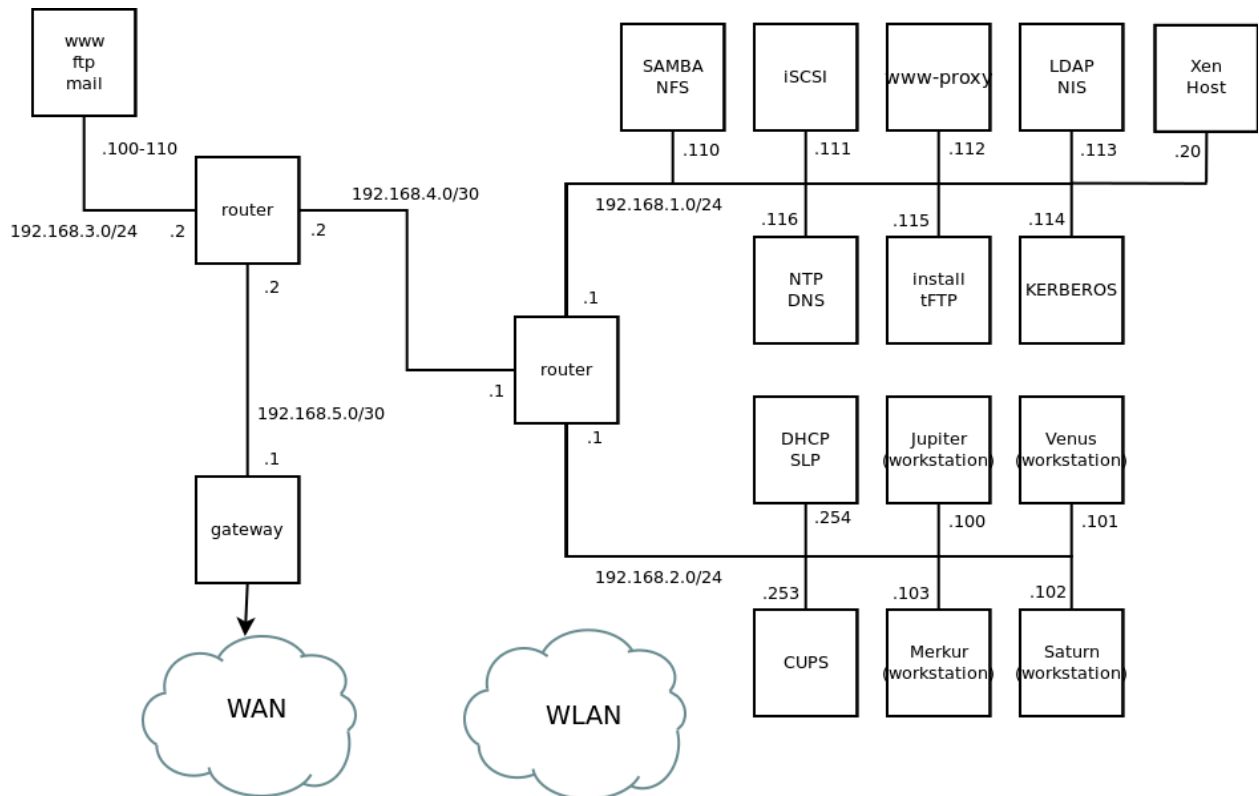 www
ftp
mail
.100-110
192.168.3.0/24
.2
router
.2
192.168.4.0/30
.2
192.168.5.0/30
.1
gateway
WAN
WLAN
SAMBA
NFS
.110
iSCSI
.111
www-proxy
.112
LDAP
NIS
.113
Xen
Host
.20
192.168.1.0/24
.116
NTP
DNS
.115
install
tFTP
.114
KERBEROS
.1
router
.1
.1
DHCP
SLP
.254
Jupiter
(workstation)
.100
Venus
(workstation)
.101
192.168.2.0/24
.253
CUPS
.103
Merkur
(workstation)
.102
Saturn
(workstation)